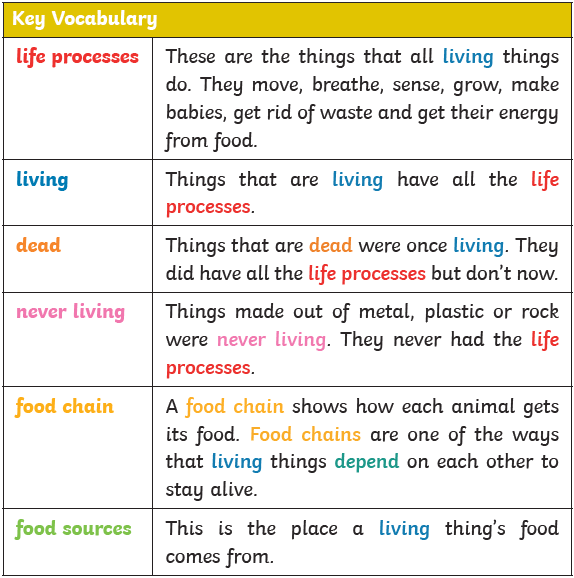 Key Vocabulary
life processes
These are the things that all living things
do. They move, breathe, sense, grow, make
babies, get rid of waste and get their energy
from food.
living
Things that are living have all the life
processes.
dead
Things that are dead were once living. They
did have all the life processes but don't now.
never living
Things made out of metal, plastic or rock
were never living. They never had the life
processes.
food chain
A food chain shows how each animal gets
its food. Food chains are one of the ways
that living things depend on each other to
stay alive.
food sources
This is the place a living thing's food
comes from.